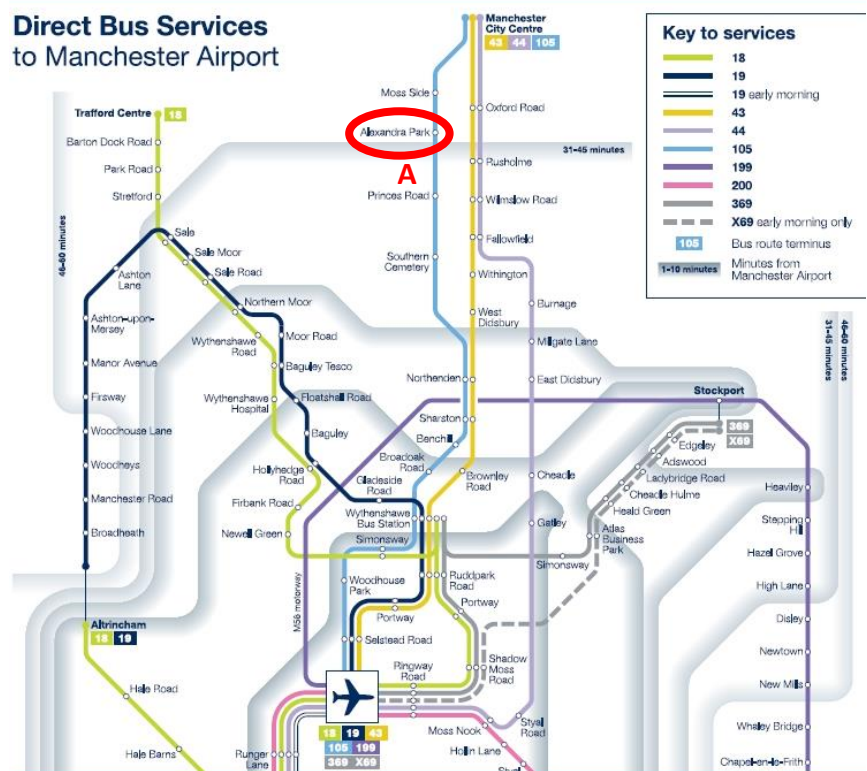 Direct Bus Services
to Manchester Airport
Manchester
City Centre
43 44 105
Key to services
18
19
19 early morning
43
44
105
199
200
369
X69 early morning only
105 Bus route terminus
1-10 minutes Minutes from
Manchester Airport
Trafford Centre 18
Barton Dock Road
Park Road
Stretford
46-60 minutes
Sale
Sale Moor
Sale Road
Ashton
Lane
Northern Moor
Ashton-upon-
Mersey
Wythenshawe
Road
Moor Road
Manor Avenue
Baguley Tesco
Firsway
Wythenshawe
Hospital
Floatshall Road
Woodhouse Lane
Baguley
Woodheys
Hollyhedge
Road
Manchester Road
Firbank Road
Broadheath
Newall Green
Altrincham
18 19
Hale Road
Hale Barns
Moss Side
Alexandra Park
A
Princes Road
Southern
Cemetery
Oxford Road
Rusholme
31-45 minutes
Wilmslow Road
Fallowfield
Withington
West
Didsbury
Burnage
Millgate Lane
East Didsbury
Northenden
Sharston
Benchill
Broadoak
Road
Brownley
Road
Gladeside
Road
Wythenshawe
Bus Station
Simonsway
Woodhouse
Park
Ruddpark
Road
Portway
Portway
Selstead Road
Ringway
Road
Shadow
Moss
Road
M56 motorway
Cheadle
Gatley
Simonsway
Stockport
369
X69
Edgeley
Adswood
Ladybridge Road
Cheadle Hulme
Heald Green
Atlas
Business
Park
31-45 minutes
46-60 minutes
Heaviley
Stepping
Hill
Hazel Grove
High Lane
Disley
Newtown
New Mills
Whaley Bridge
Chapel-en-le-Frith
18 19 43
105 199
369 X69
Runger
Lane
Moss Nook
Styal
Road
Holln Lane
Styal